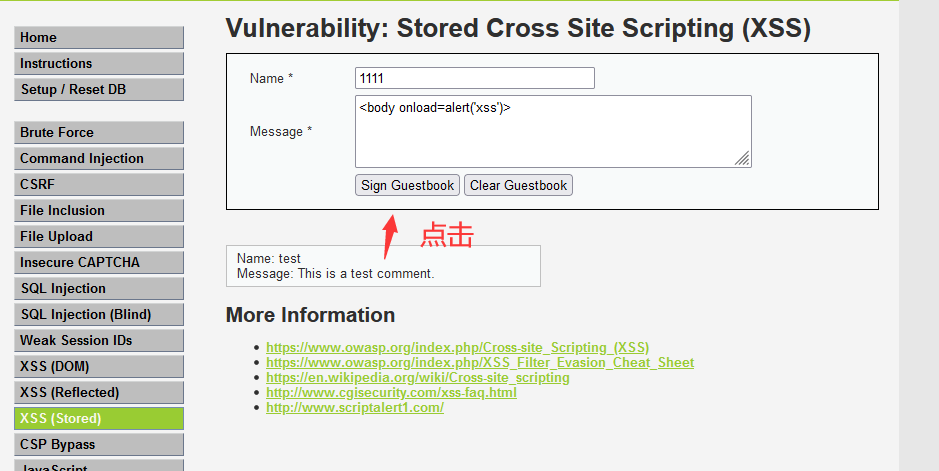 Vulnerability: Stored Cross Site Scripting (XSS)
Home
Instructions
Setup / Reset DB
Brute Force
Command Injection
CSRF
File Inclusion
File Upload
Insecure CAPTCHA
SQL Injection
SQL Injection (Blind)
Weak Session IDs
XSS (DOM)
XSS (Reflected)
XSS (Stored)
CSP Bypass
JavaScript
Name * 1111
Message * <body onload=alert('xss')>
Sign Guestbook Clear Guestbook
点击
Name: test
Message: This is a test comment.
More Information
https://www.owasp.org/index.php/Cross-site_Scripting_(XSS)
https://www.owasp.org/index.php/XSS_Filter_Evasion_Cheat_Sheet
https://en.wikipedia.org/wiki/Cross-site_scripting
http://www.cgisecurity.com/xss-faq.html
http://www.scriptalert1.com/